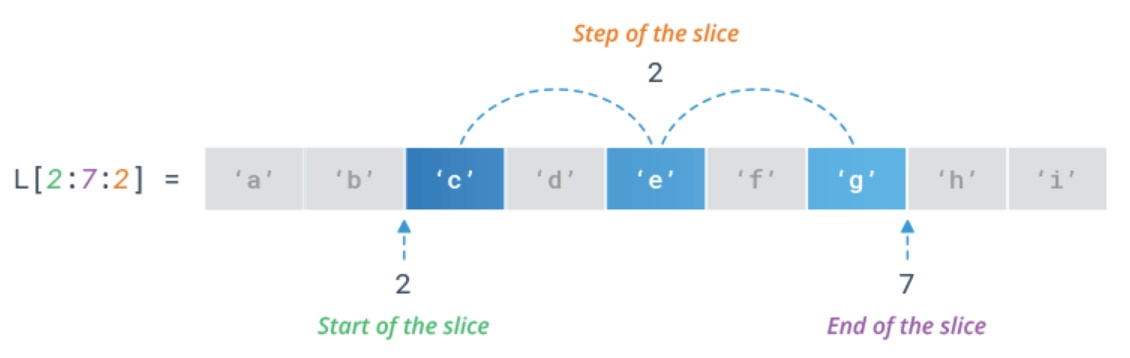 Step of the slice
2
L[2:7:2] = ‘a’ ‘b’ ‘c’ ‘d’ ‘e’ ‘f’ ‘g’ ‘h’ ‘i’
2 7
Start of the slice End of the slice